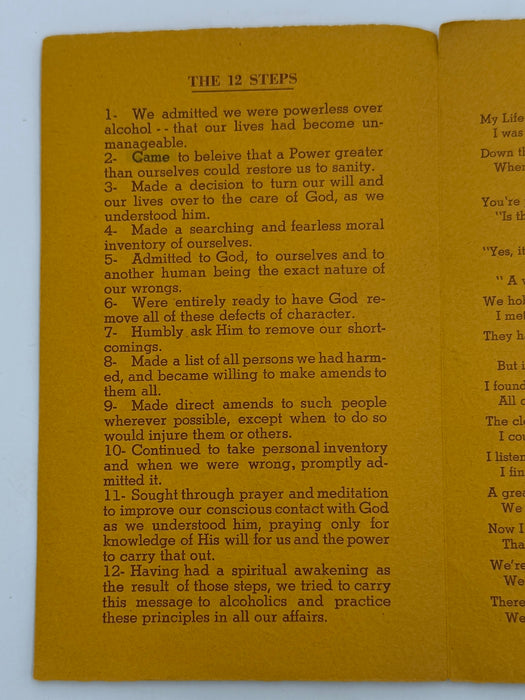 THE 12 STEPS
1- We admitted we were powerless over
alcohol -- that our lives had become un-
manageable.
2- Came to beleive that a Power greater
than ourselves could restore us to sanity.
3- Made a decision to turn our will and
our lives over to the care of God, as we
understood him.
4- Made a searching and fearless moral
inventory of ourselves.
5- Admitted to God, to ourselves and to
another human being the exact nature of
our wrongs.
6- Were entirely ready to have God re-
move all of these defects of character.
7- Humbly ask Him to remove our short-
comings.
8- Made a list of all persons we had harm-
ed, and became willing to make amends to
them all.
9- Made direct amends to such people
wherever possible, except when to do so
would injure them or others.
10- Continued to take personal inventory
and when we were wrong, promptly ad-
mitted it.
11- Sought through prayer and meditation
to improve our conscious contact with God
as we understood him, praying only for
knowledge of His will for us and the power
to carry that out.
12- Having had a spiritual awakening as
the result of those steps, we tried to carry
this message to alcoholics and practice
these principles in all our affairs.
My Life
I was
Down th
When
You're
"Is th
"Yes, it
" A v
We hol
I met
They h
But i
I found
All o
The cl
I cou
I listen
I fin
A grea
We
Now I
Tha
We're
We
There
We